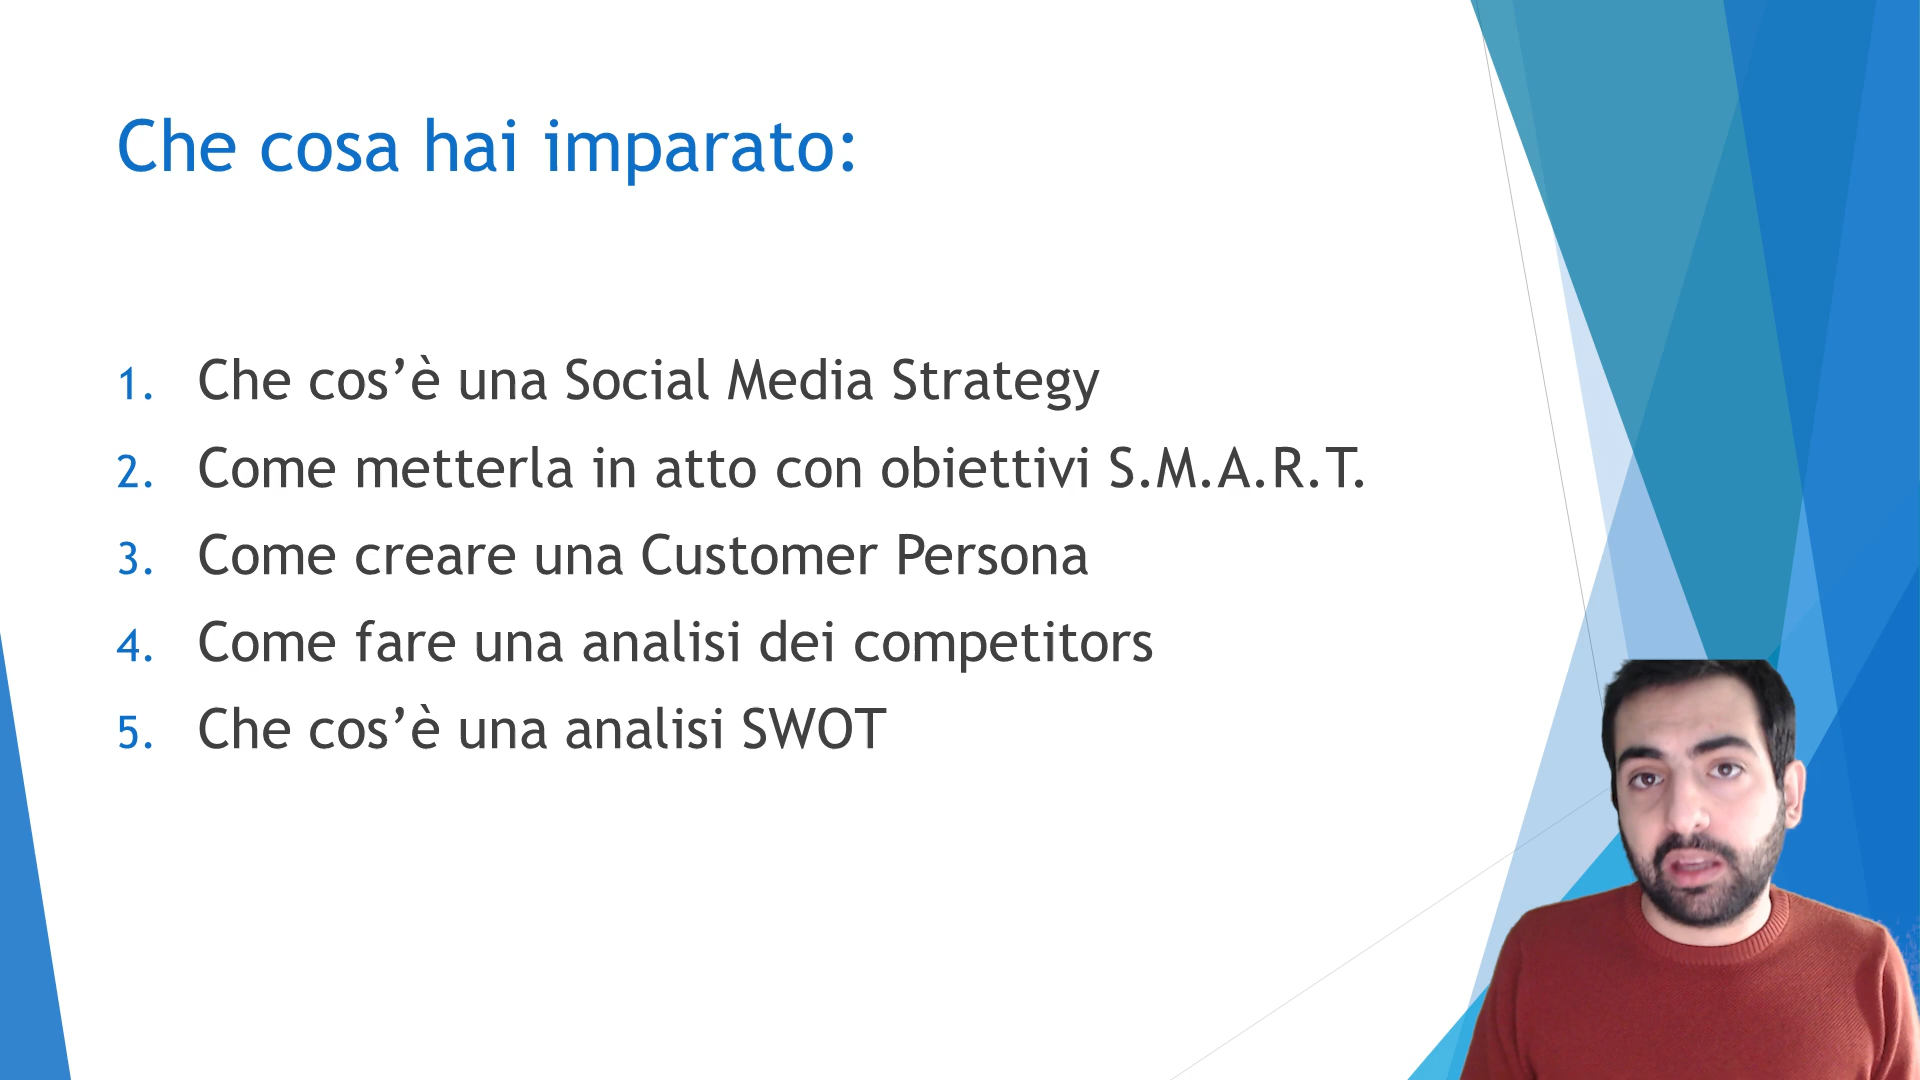 Che cosa hai imparato:
1. Che cos’è una Social Media Strategy
2. Come metterla in atto con obiettivi S.M.A.R.T.
3. Come creare una Customer Persona
4. Come fare una analisi dei competitors
5. Che cos’è una analisi SWOT